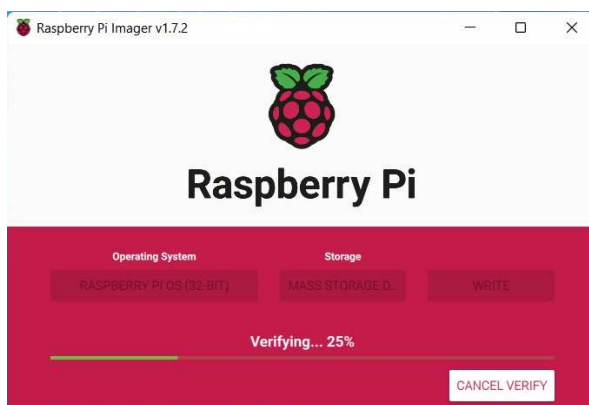 Raspberry Pi Imager v1.7.2
Raspberry Pi
Operating System Storage
RASPBERRY PI OS (32-BIT) MASS STORAGE D... WRITE
Verifying... 25%
CANCEL VERIFY